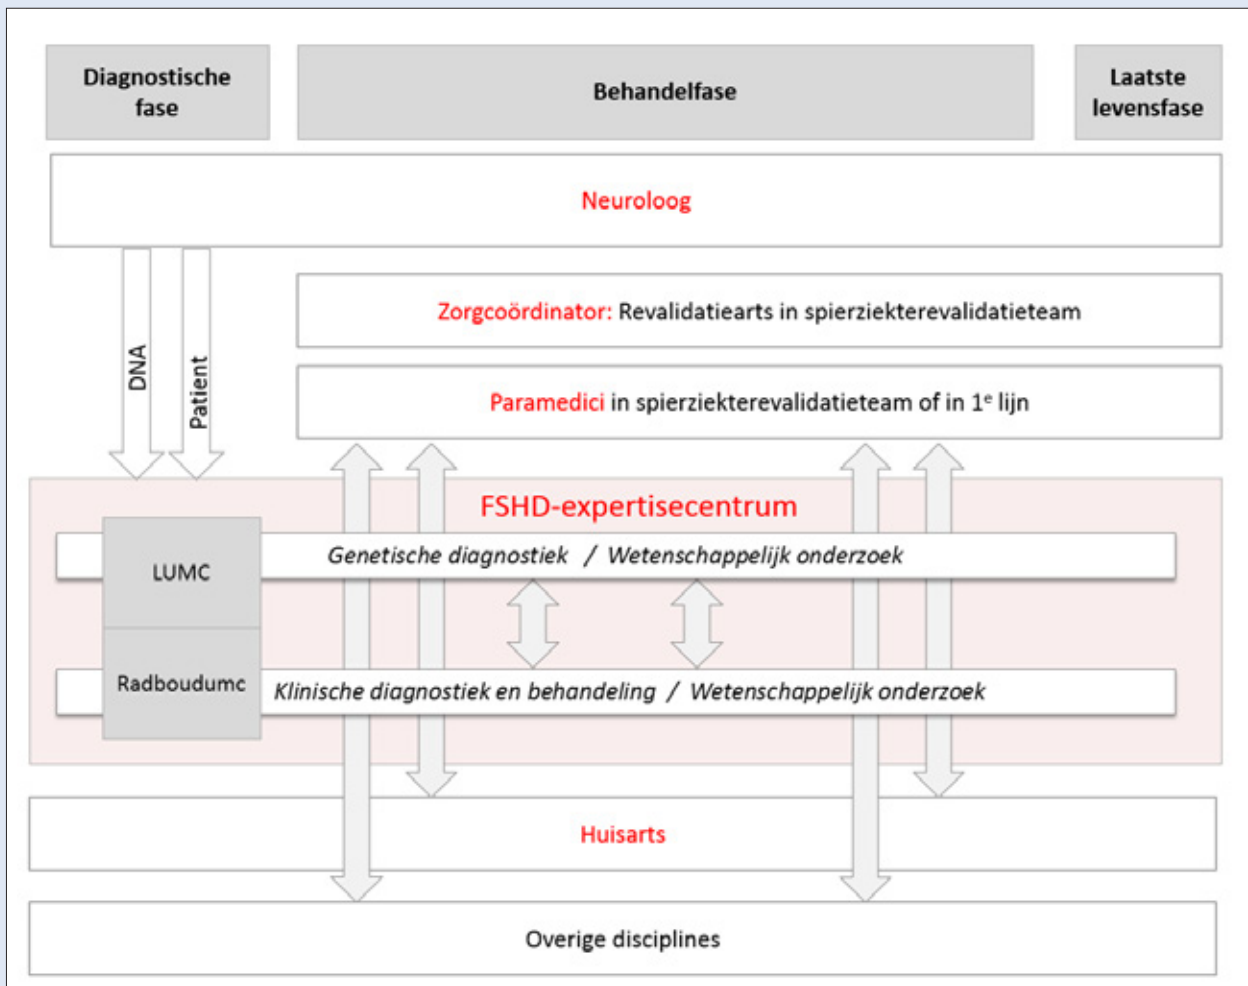 Diagnostische
fase
Behandelfase
Laatste
levensfase
Neuroloog
Zorgcoördinator: Revalidatiearts in spierziekterevalidatieteam
DNA
Patient
Paramedici in spierziekterevalidatieteam of in 1e lijn
FSHD-expertisecentrum
LUMC
Genetische diagnostiek / Wetenschappelijk onderzoek
Radboudumc
Klinische diagnostiek en behandeling / Wetenschappelijk onderzoek
Huisarts
Overige disciplines